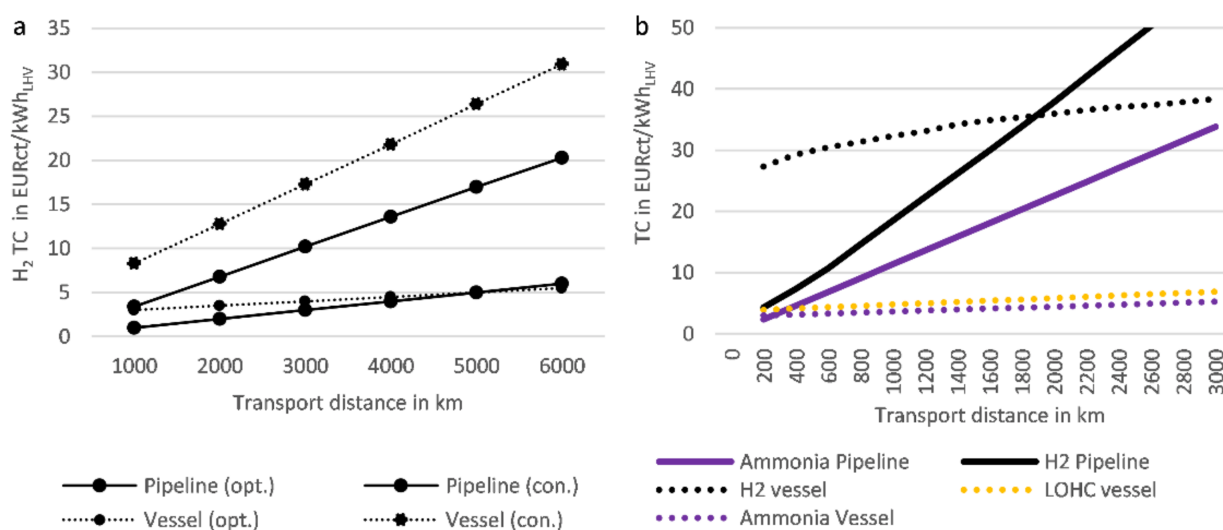 a
H₂ TC in EURct/kWh_LHV
35
30
25
20
15
10
5
0
1000 2000 3000 4000 5000 6000
Transport distance in km
Pipeline (opt.) Pipeline (con.)
Vessel (opt.) Vessel (con.)
b
TC in EURct/kWh_LHV
50
40
30
20
10
0
0 200 400 600 800 1000 1200 1400 1600 1800 2000 2200 2400 2600 2800 3000
Transport distance in km
Ammonia Pipeline H2 Pipeline
H2 vessel LOHC vessel
Ammonia Vessel